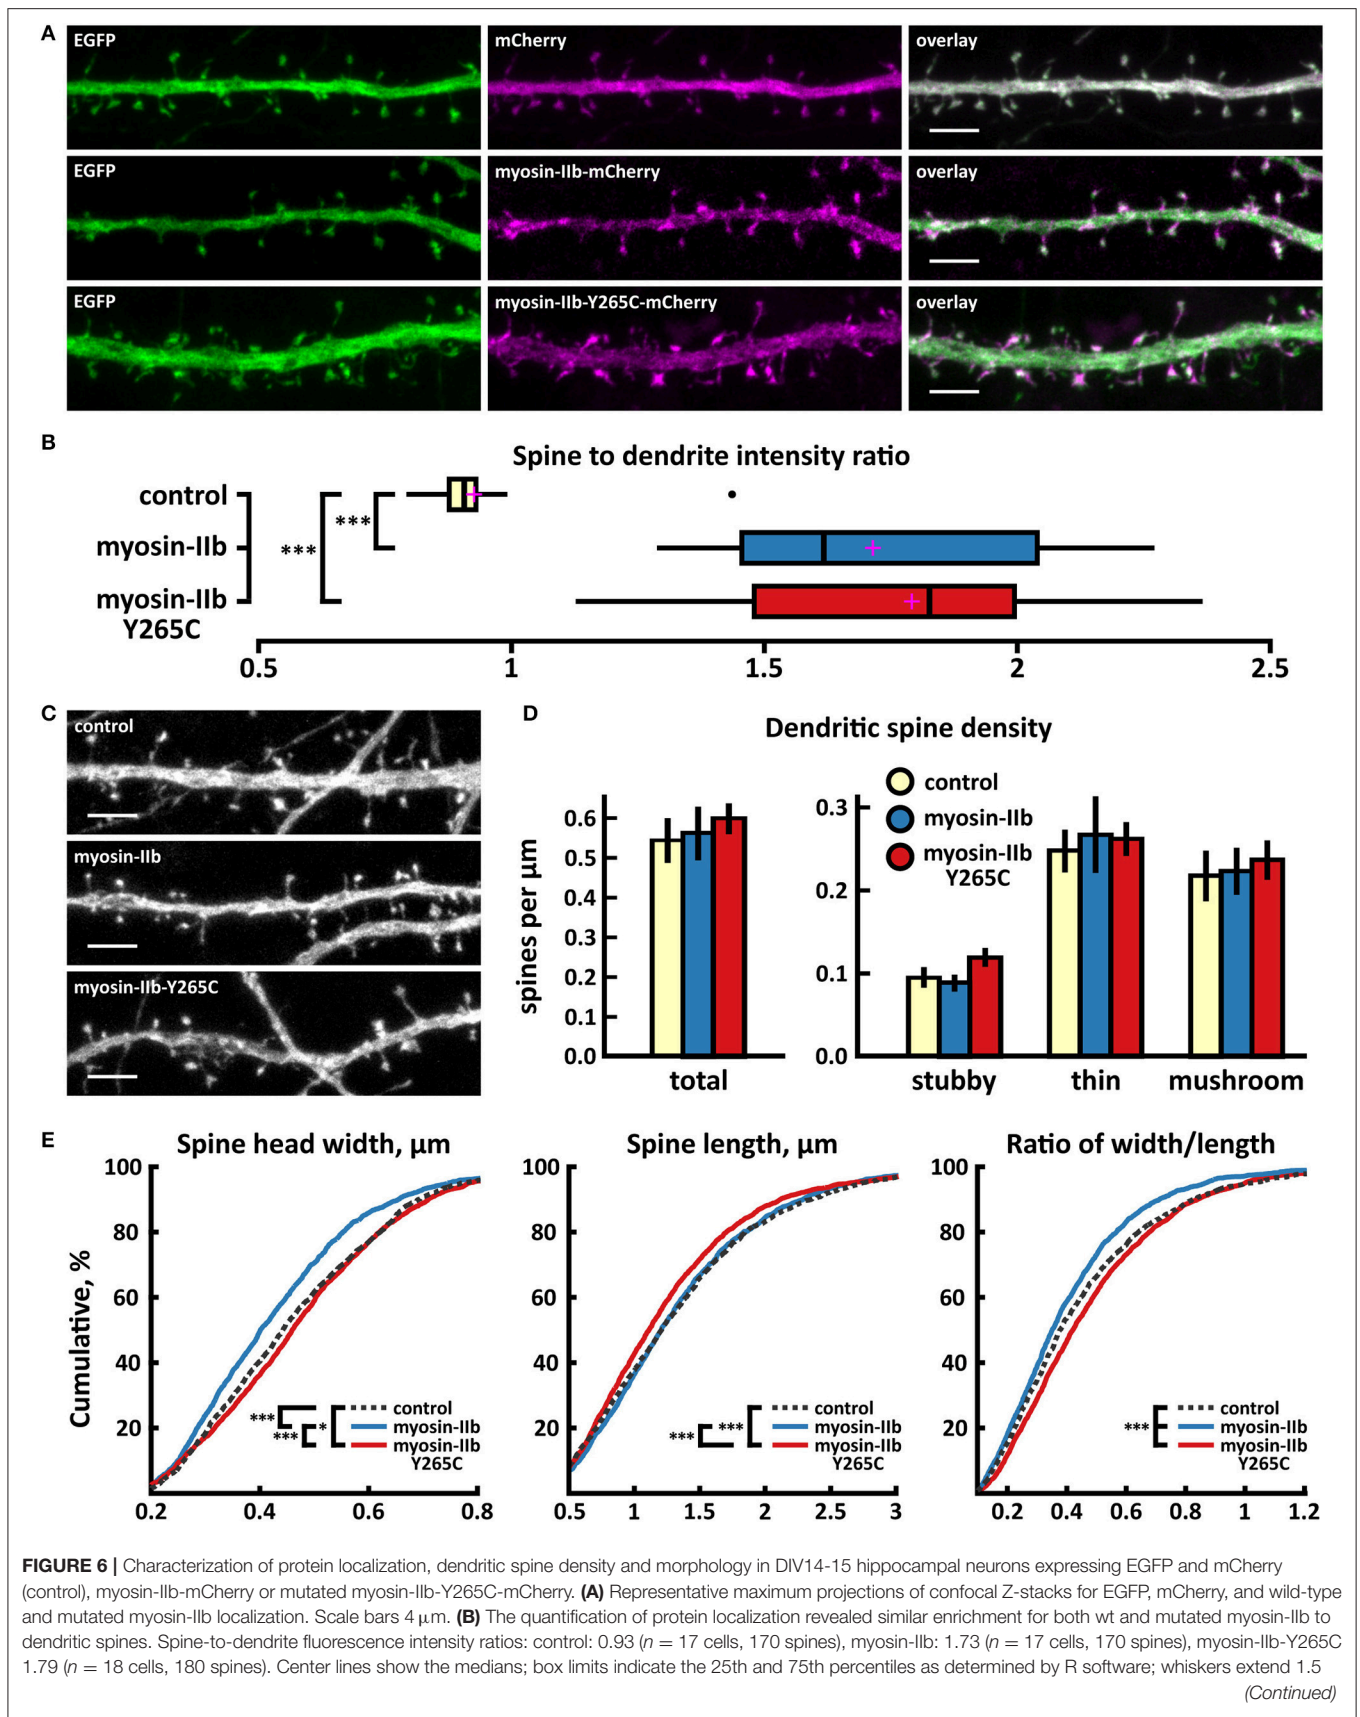 A
EGFP
mCherry
overlay
EGFP
myosin-IIb-mCherry
overlay
EGFP
myosin-IIb-Y265C-mCherry
overlay
B
Spine to dendrite intensity ratio
control
myosin-IIb
myosin-IIb
Y265C
***
***
0.5 1 1.5 2 2.5
C
control
myosin-IIb
myosin-IIb-Y265C
D
Dendritic spine density
control
myosin-IIb
myosin-IIb
Y265C
spines per µm
0.6
0.5
0.4
0.3
0.2
0.1
0.0
total
0.3
0.2
0.1
0.0
stubby thin mushroom
E
Spine head width, µm
Cumulative, %
100
80
60
40
20
0.2 0.4 0.6 0.8
***
***
*
control
myosin-IIb
myosin-IIb
Y265C
Spine length, µm
100
80
60
40
20
0.5 1 1.5 2 2.5 3
***
***
control
myosin-IIb
myosin-IIb
Y265C
Ratio of width/length
100
80
60
40
20
0.2 0.4 0.6 0.8 1 1.2
***
control
myosin-IIb
myosin-IIb
Y265C
FIGURE 6 | Characterization of protein localization, dendritic spine density and morphology in DIV14-15 hippocampal neurons expressing EGFP and mCherry
(control), myosin-IIb-mCherry or mutated myosin-IIb-Y265C-mCherry. (A) Representative maximum projections of confocal Z-stacks for EGFP, mCherry, and wild-type
and mutated myosin-IIb localization. Scale bars 4 µm. (B) The quantification of protein localization revealed similar enrichment for both wt and mutated myosin-IIb to
dendritic spines. Spine-to-dendrite fluorescence intensity ratios: control: 0.93 (n = 17 cells, 170 spines), myosin-IIb: 1.73 (n = 17 cells, 170 spines), myosin-IIb-Y265C
1.79 (n = 18 cells, 180 spines). Center lines show the medians; box limits indicate the 25th and 75th percentiles as determined by R software; whiskers extend 1.5
(Continued)